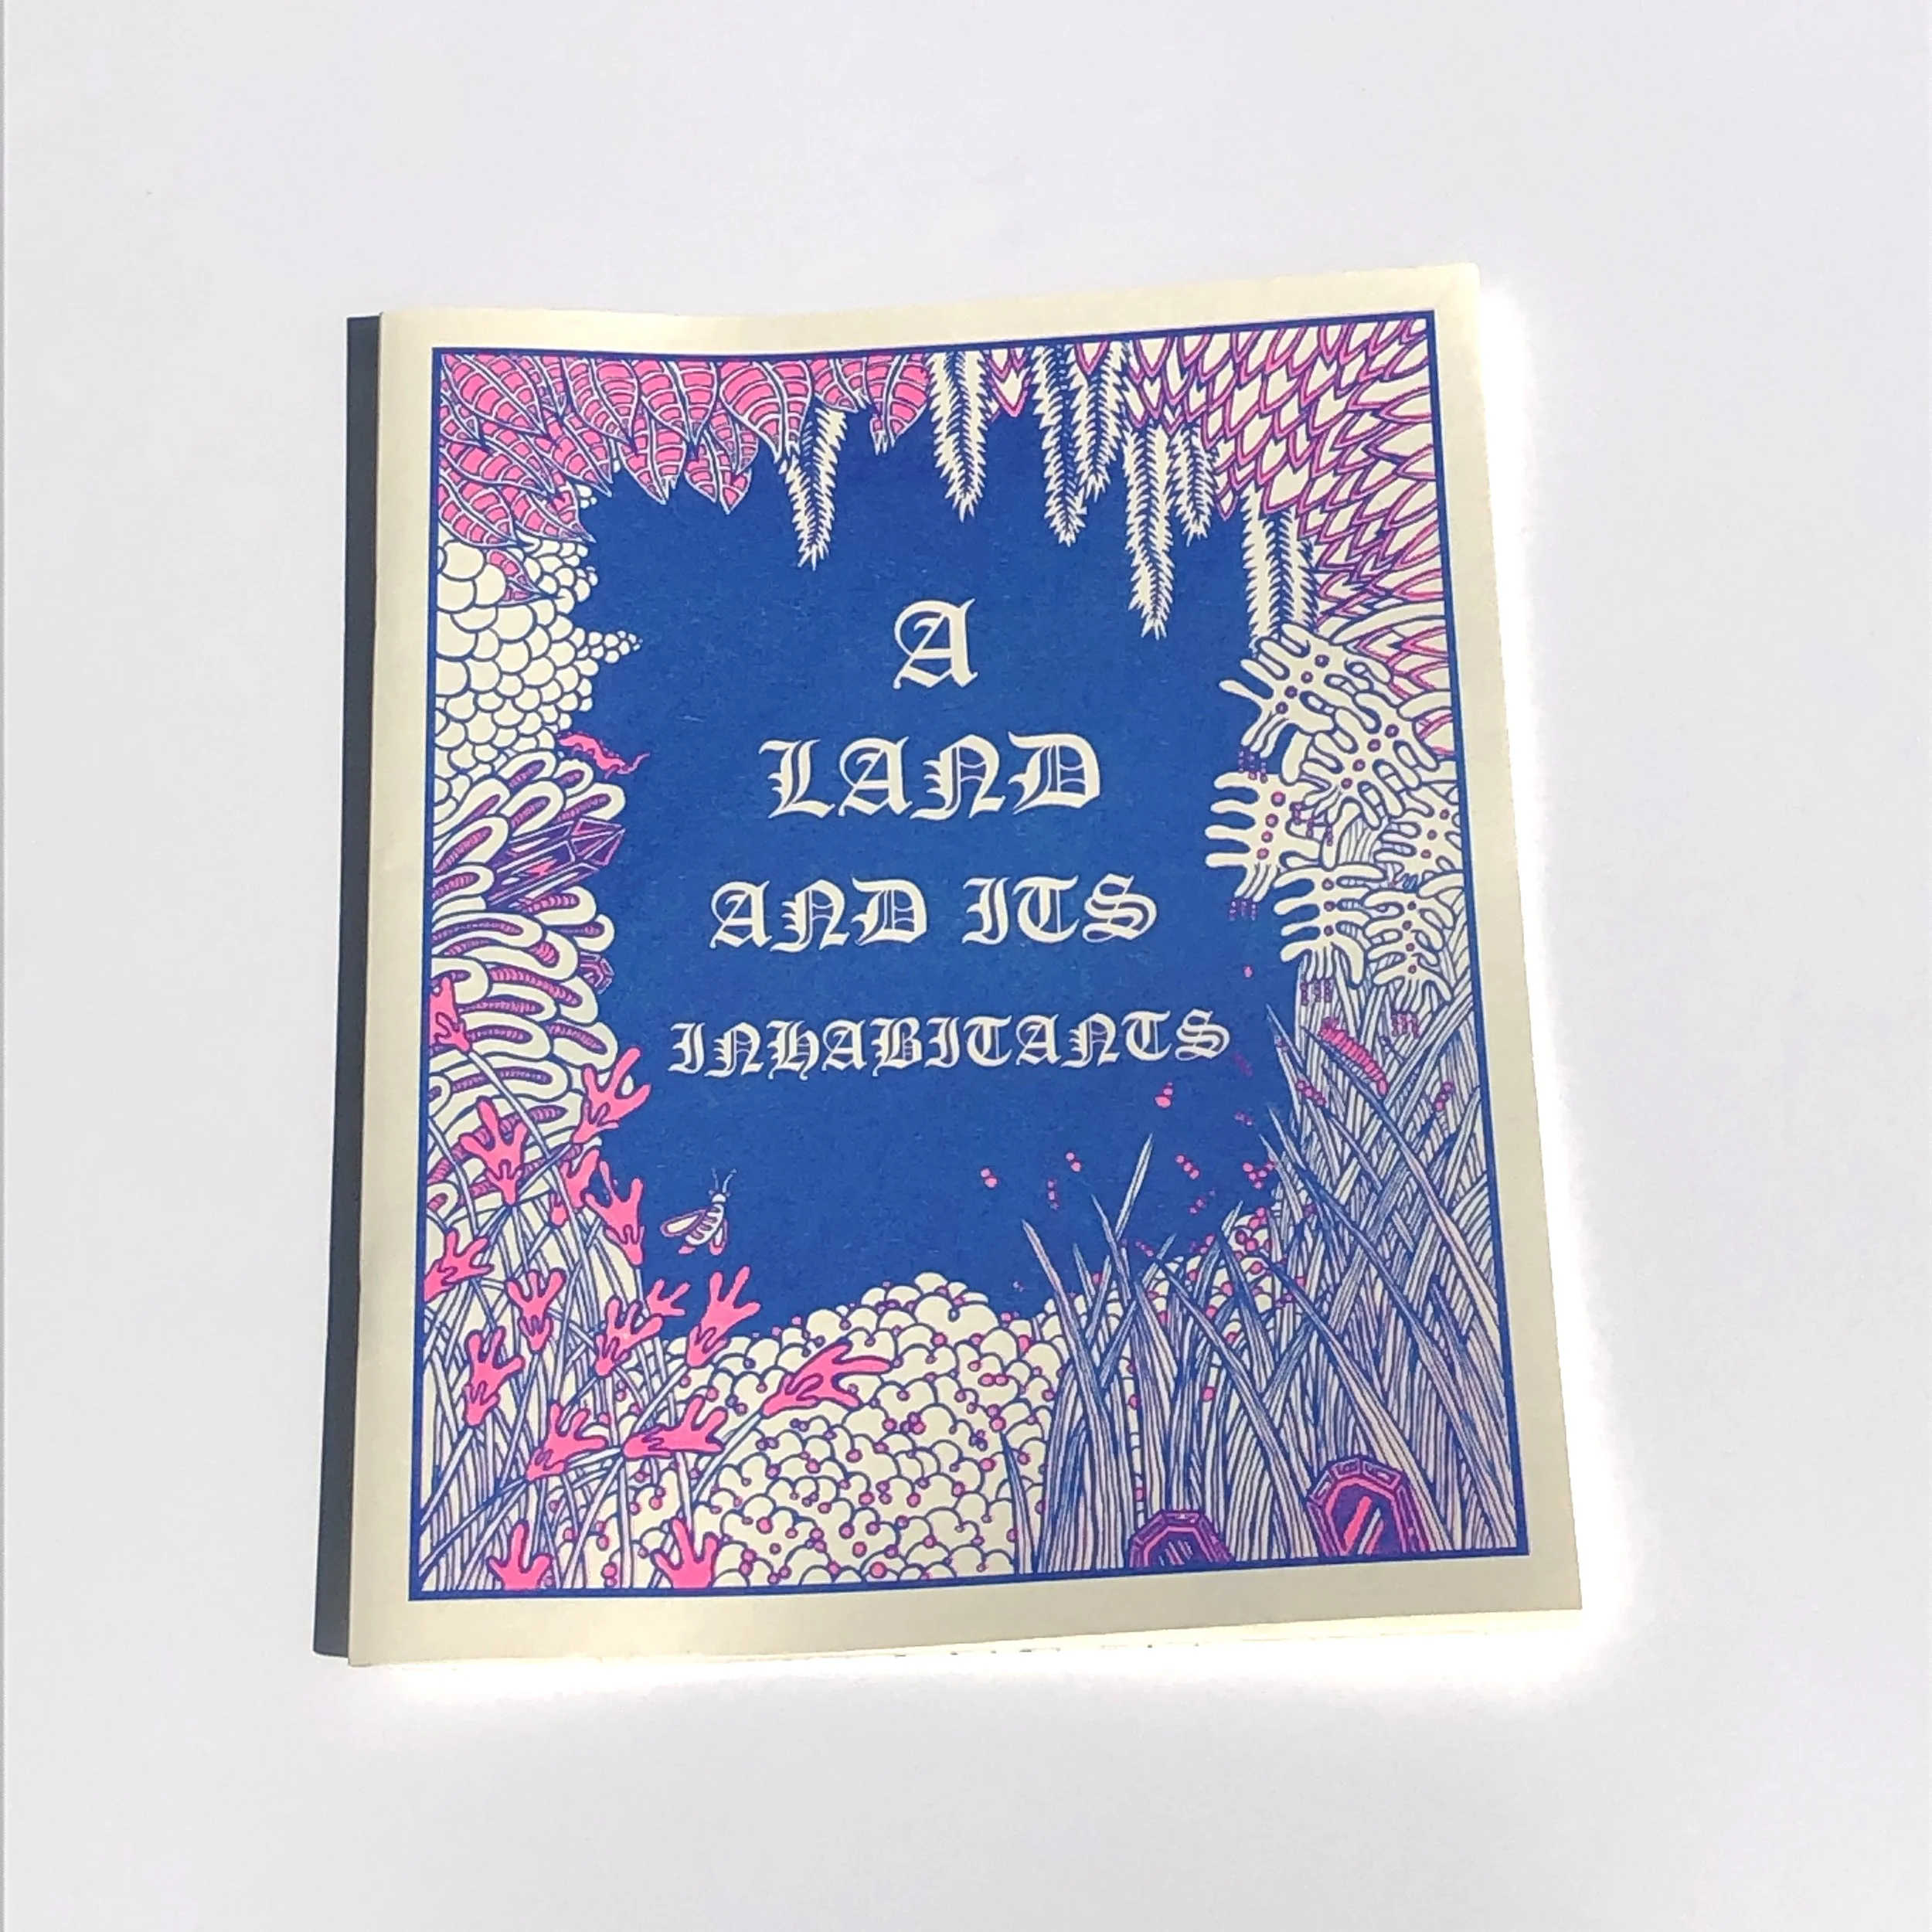 A
LAND
AND ITS
INHABITANTS